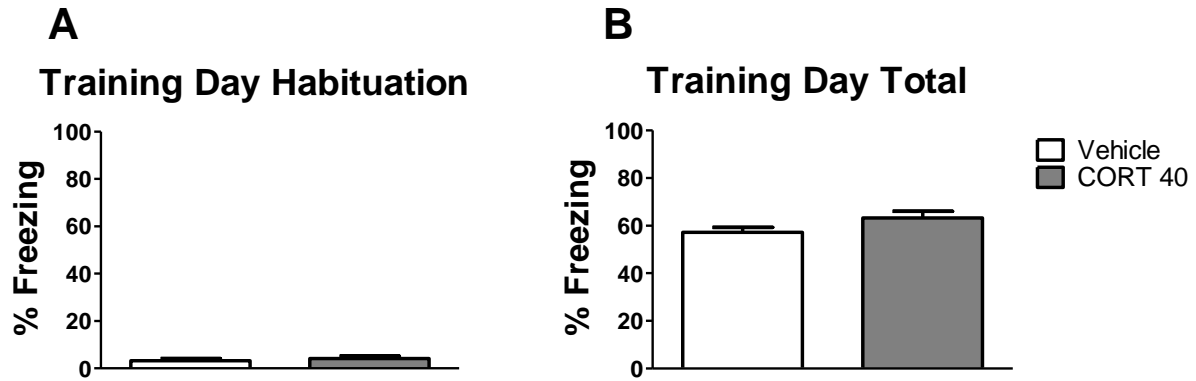 A
Training Day Habituation
% Freezing
100
80
60
40
20
0
B
Training Day Total
% Freezing
100
80
60
40
20
0
Vehicle
CORT 40